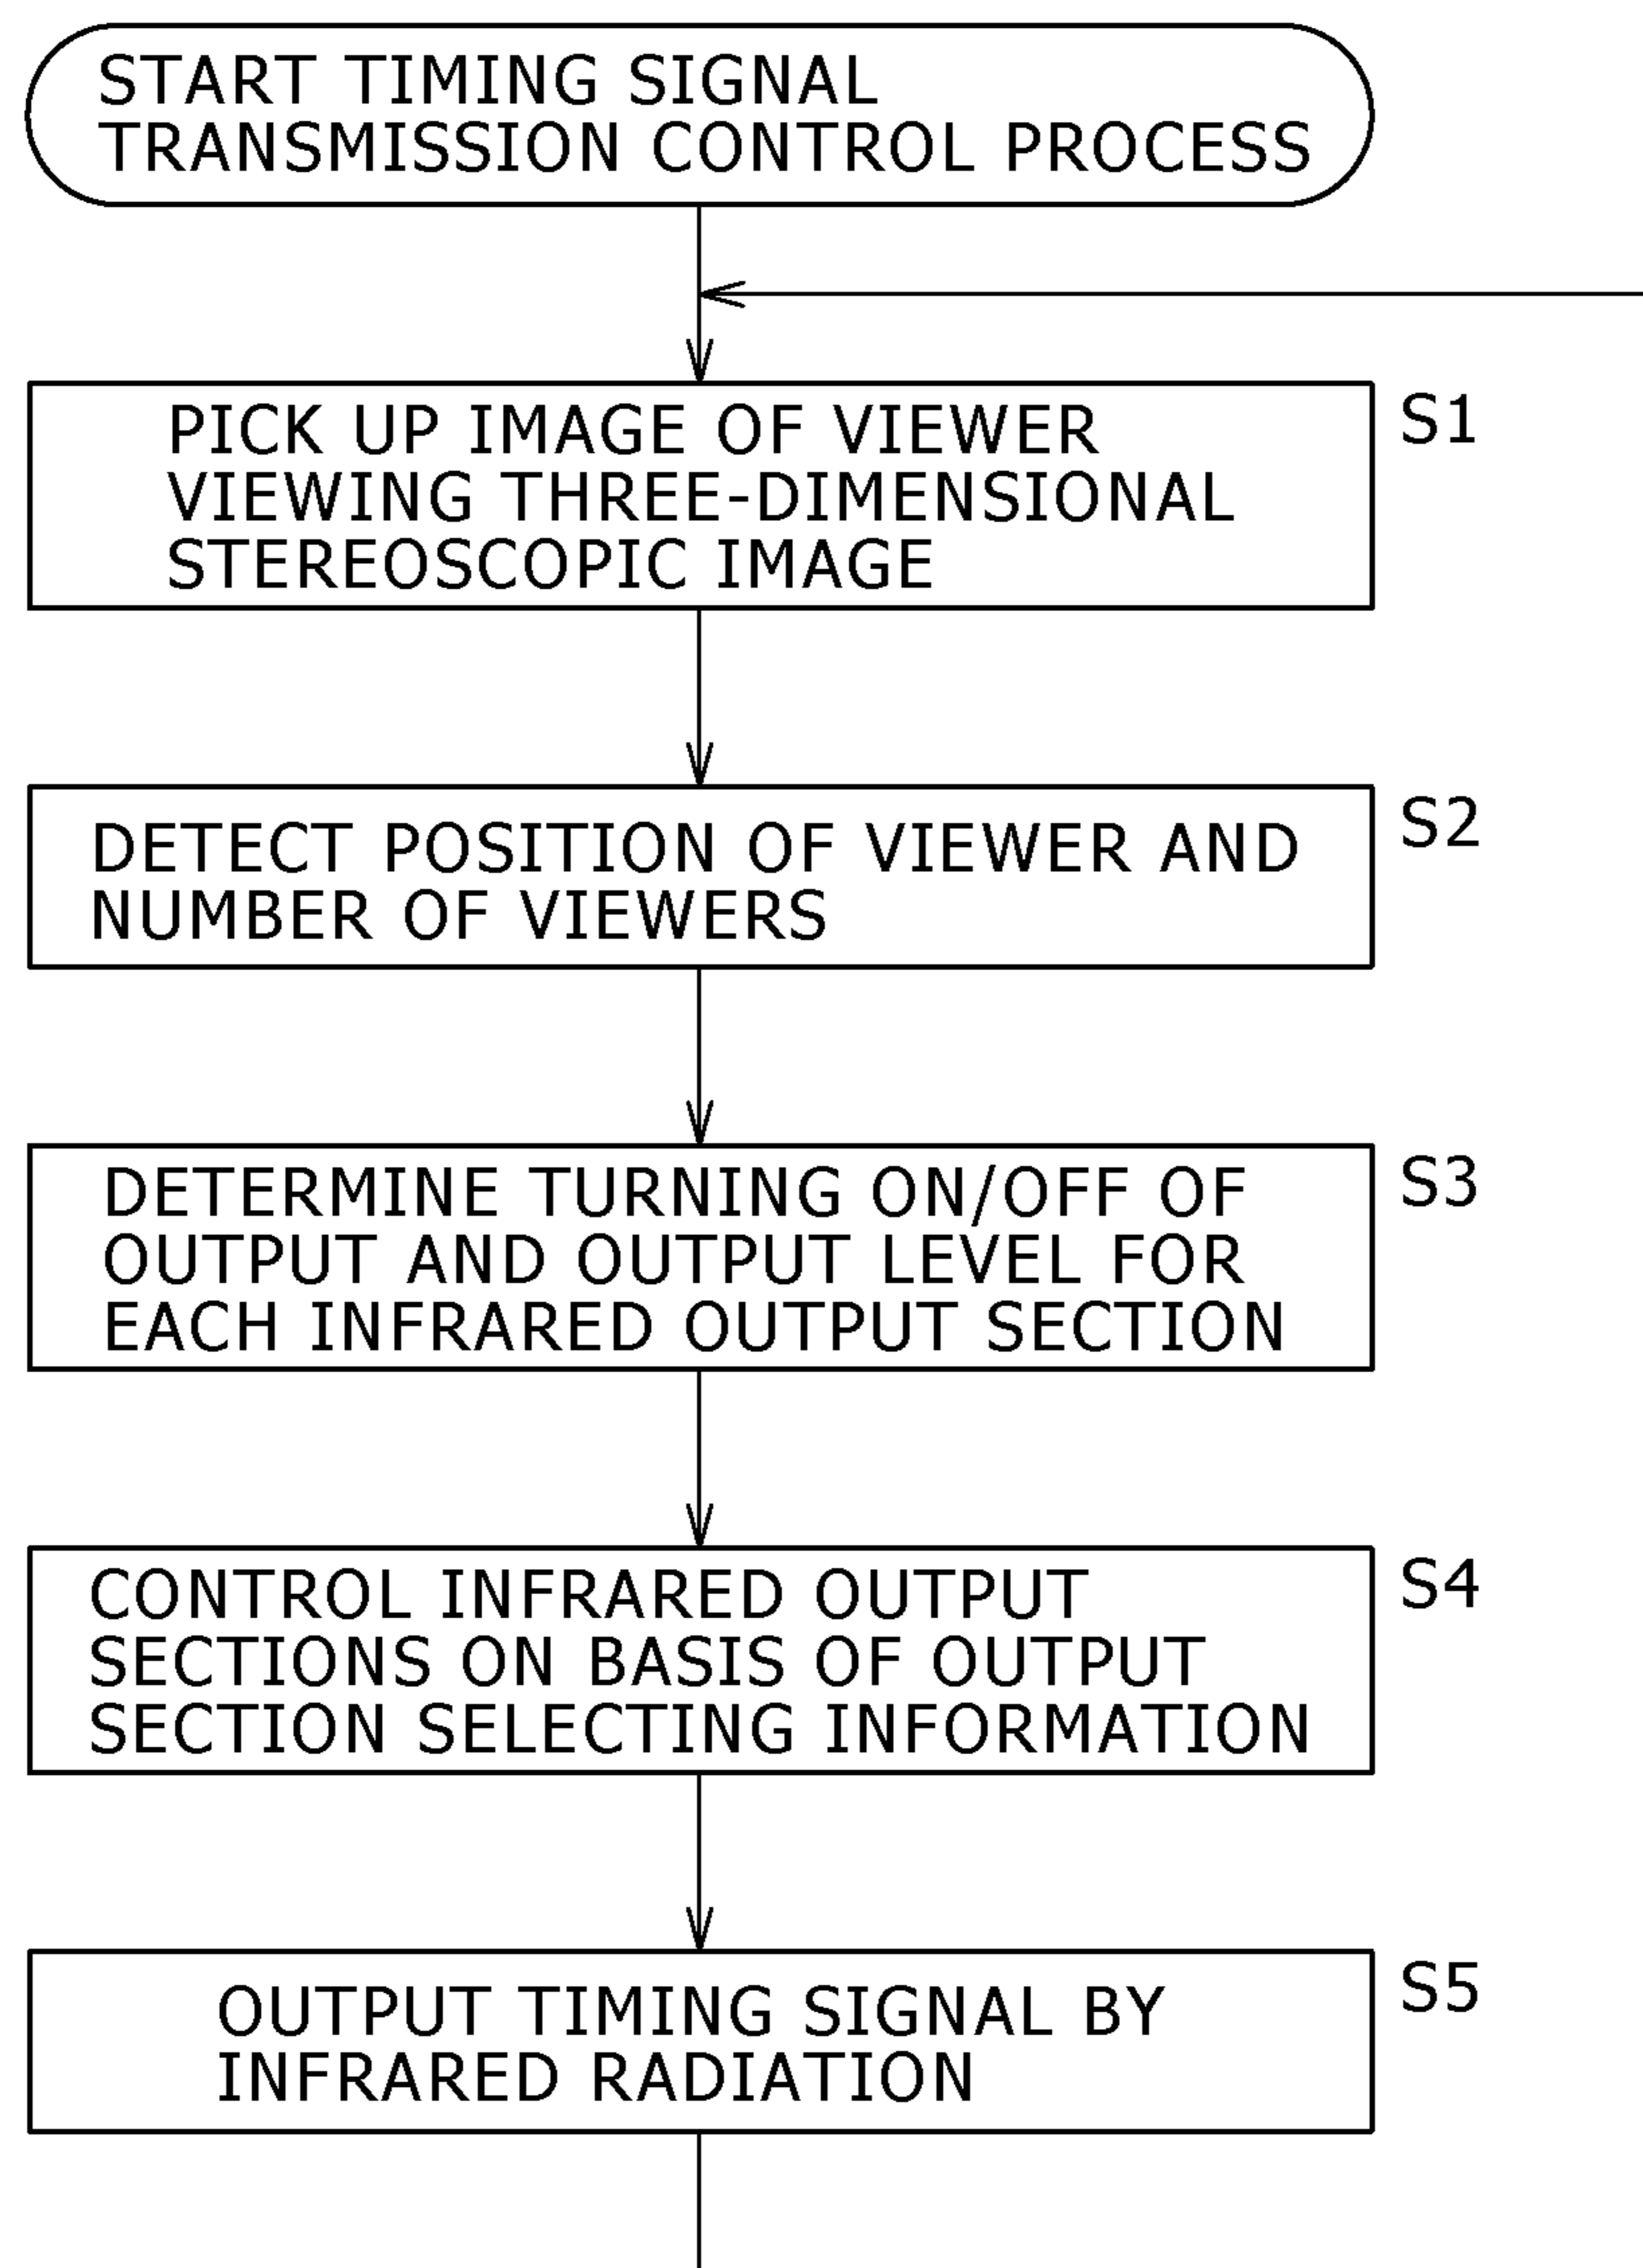 START TIMING SIGNAL
TRANSMISSION CONTROL PROCESS
PICK UP IMAGE OF VIEWER
VIEWING THREE-DIMENSIONAL
STEREOSCOPIC IMAGE
S1
DETECT POSITION OF VIEWER AND
NUMBER OF VIEWERS
S2
DETERMINE TURNING ON/OFF OF
OUTPUT AND OUTPUT LEVEL FOR
EACH INFRARED OUTPUT SECTION
S3
CONTROL INFRARED OUTPUT
SECTIONS ON BASIS OF OUTPUT
SECTION SELECTING INFORMATION
S4
OUTPUT TIMING SIGNAL BY
INFRARED RADIATION
S5